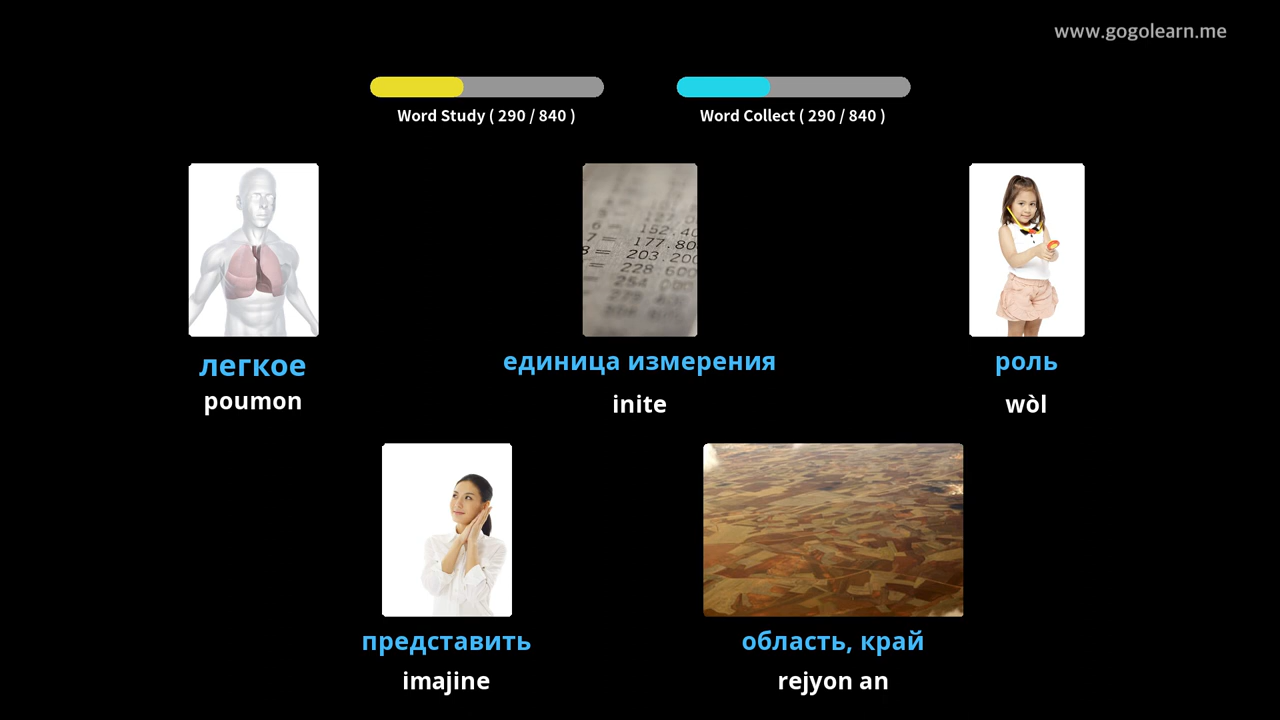 www.gogolearn.me
Word Study ( 290 / 840 )
Word Collect ( 290 / 840 )
легкое
poumon
единица измерения
inite
роль
wòl
представить
imajine
область, край
rejyon an